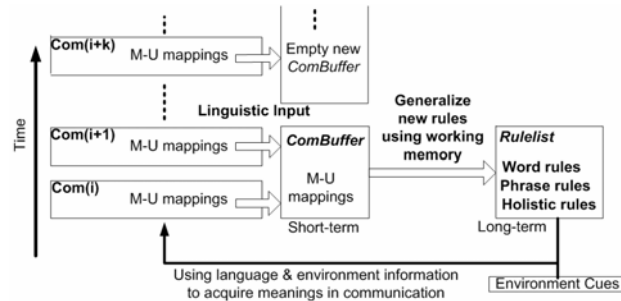 Com(i+k)
M-U mappings
Empty new
ComBuffer
Linguistic Input
Generalize
new rules
using working
memory
Time
Com(i+1)
M-U mappings
ComBuffer
M-U
mappings
Rulelist
Word rules
Phrase rules
Holistic rules
Com(i)
M-U mappings
Short-term
Long-term
Using language & environment information
to acquire meanings in communication
Environment Cues